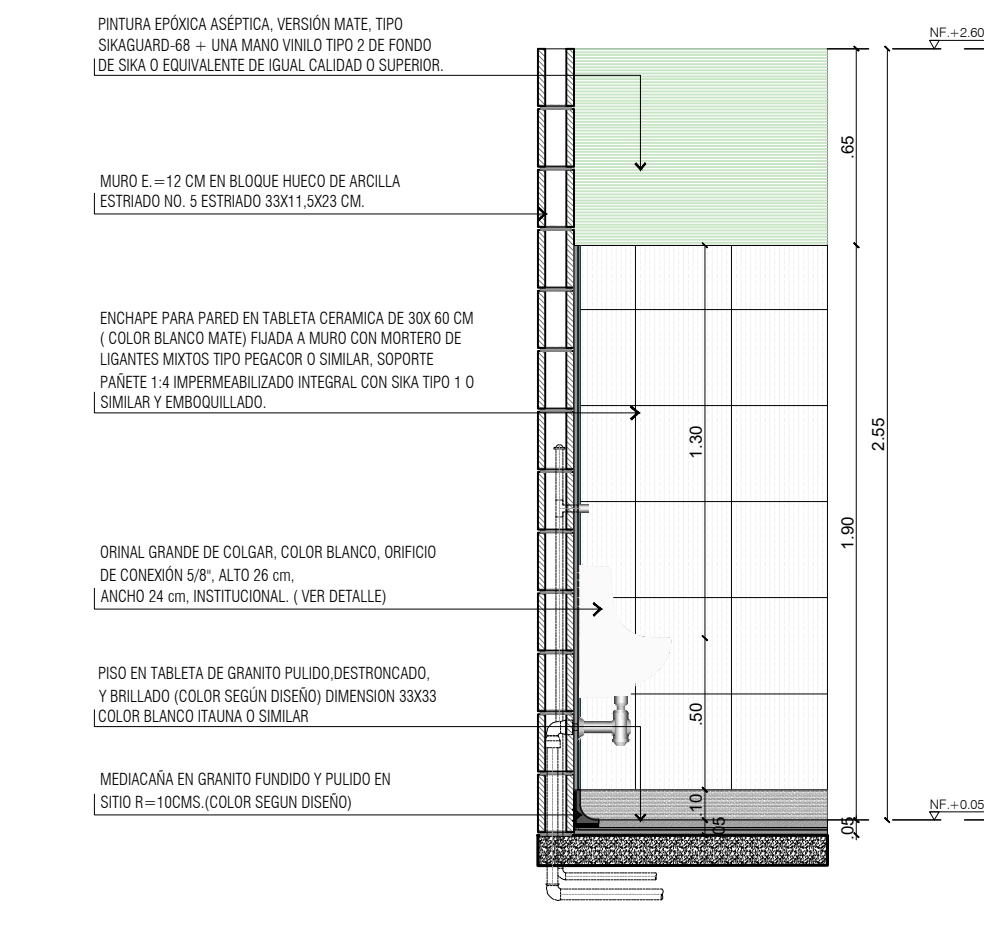 PINTURA EPÓXICA ASÉPTICA, VERSIÓN MATE, TIPO
SIKAGUARD-68 + UNA MANO VINILO TIPO 2 DE FONDO
DE SIKA O EQUIVALENTE DE IGUAL CALIDAD O SUPERIOR.
MURO E.=12 CM EN BLOQUE HUECO DE ARCILLA
ESTRIADO NO. 5 ESTRIADO 33X11,5X23 CM.
ENCHAPE PARA PARED EN TABLETA CERAMICA DE 30X 60 CM
( COLOR BLANCO MATE) FIJADA A MURO CON MORTERO DE
LIGANTES MIXTOS TIPO PEGACOR O SIMILAR, SOPORTE
PAÑETE 1:4 IMPERMEABILIZADO INTEGRAL CON SIKA TIPO 1 O
SIMILAR Y EMBOQUILLADO.
ORINAL GRANDE DE COLGAR, COLOR BLANCO, ORIFICIO
DE CONEXIÓN 5/8", ALTO 26 cm,
ANCHO 24 cm, INSTITUCIONAL. ( VER DETALLE)
PISO EN TABLETA DE GRANITO PULIDO,DESTRONCADO,
Y BRILLADO (COLOR SEGÚN DISEÑO) DIMENSION 33X33
COLOR BLANCO ITAUNA O SIMILAR
MEDIACAÑA EN GRANITO FUNDIDO Y PULIDO EN
SITIO R=10CMS.(COLOR SEGUN DISEÑO)
1.30
.50
.10
.05
.65
1.90
.05
2.55
NF.+2.60
NF.+0.05